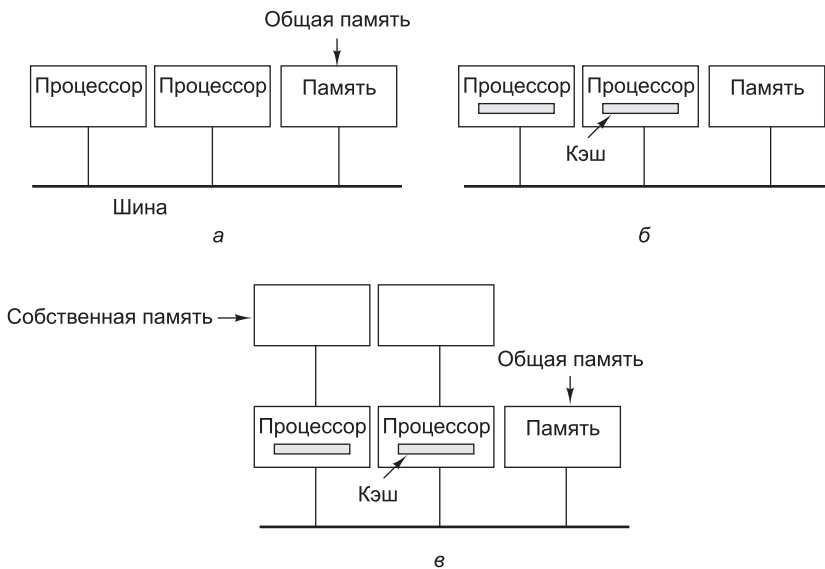 Общая память
Процессор
Процессор
Память
Шина
а
Процессор
Процессор
Память
Кэш
б
Собственная память
Общая память
Процессор
Процессор
Память
Кэш
в